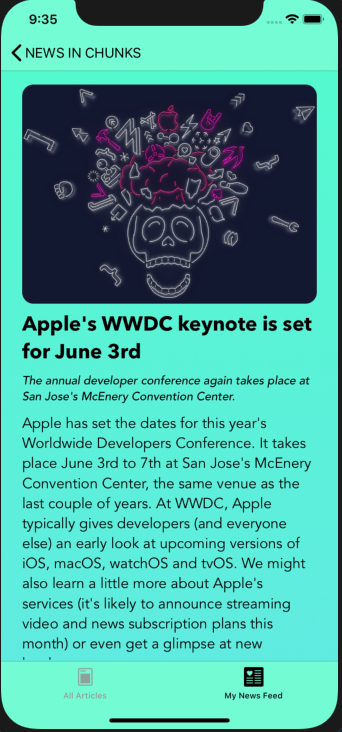 9:35
NEWS IN CHUNKS
Apple's WWDC keynote is set
for June 3rd
The annual developer conference again takes place at
San Jose's McEnery Convention Center.
Apple has set the dates for this year's
Worldwide Developers Conference. It takes
place June 3rd to 7th at San Jose's McEnery
Convention Center, the same venue as the
last couple of years. At WWDC, Apple
typically gives developers (and everyone
else) an early look at upcoming versions of
iOS, macOS, watchOS and tvOS. We might
also learn a little more about Apple's
services (it's likely to announce streaming
video and news subscription plans this
month) or even get a glimpse at new
All Articles
My News Feed